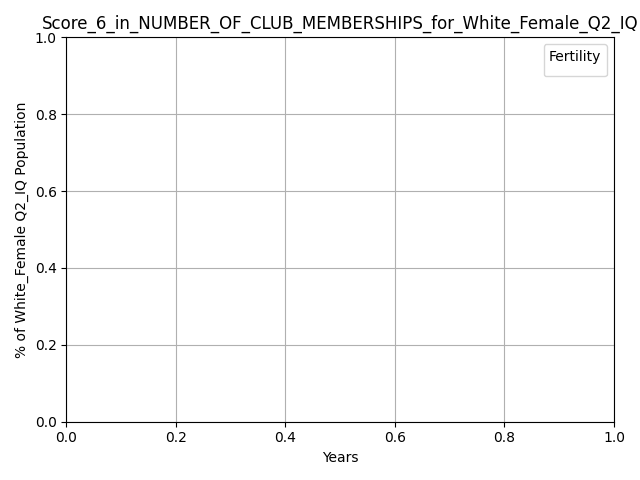 Score_6_in_NUMBER_OF_CLUB_MEMBERSHIPS_for_White_Female_Q2_IQ
Fertility
% of White_Female Q2_IQ Population
1.0
0.8
0.6
0.4
0.2
0.0
0.0 0.2 0.4 0.6 0.8 1.0
Years